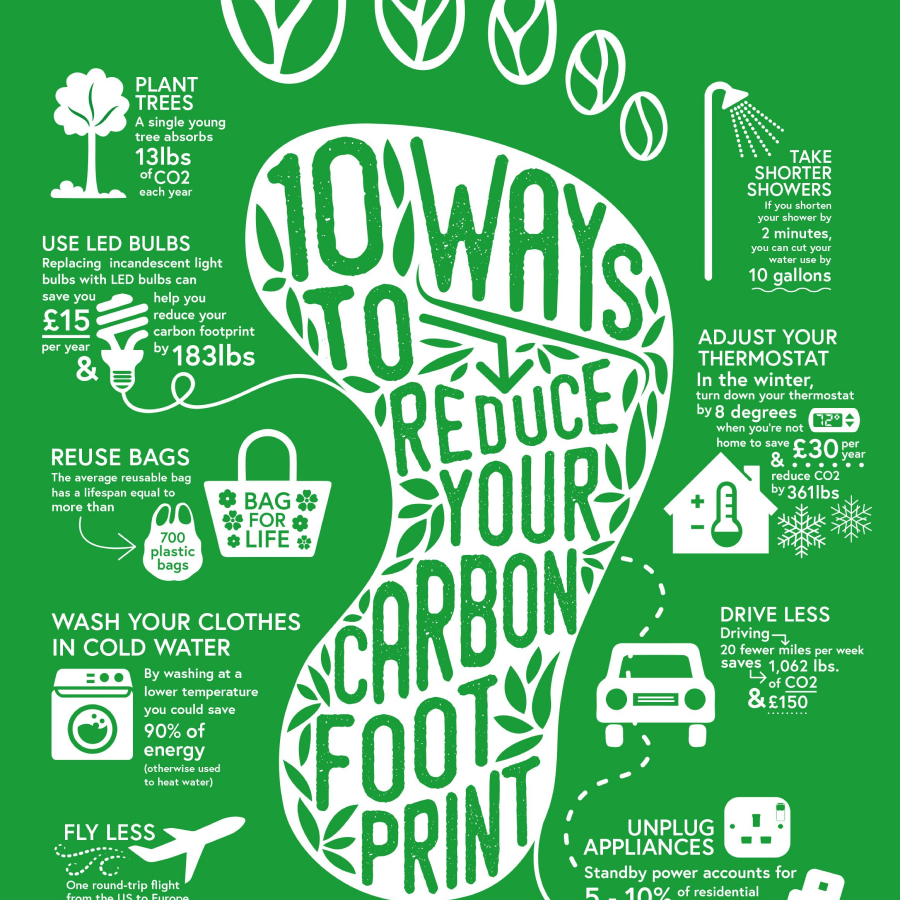 10 WAYS
TO
REDUCE
YOUR
CARBON
FOOT
PRINT
PLANT
TREES
A single young
tree absorbs
13lbs
of CO2
each year
USE LED BULBS
Replacing incandescent light
bulbs with LED bulbs can
save you
£15
per year
&
help you
reduce your
carbon footprint
by 183lbs
REUSE BAGS
The average reusable bag
has a lifespan equal to
more than
700
plastic
bags
BAG
FOR
LIFE
WASH YOUR CLOTHES
IN COLD WATER
By washing at a
lower temperature
you could save
90% of
energy
(otherwise used
to heat water)
FLY LESS
One round-trip flight
from the US to Europe
TAKE
SHORTER
SHOWERS
If you shorten
your shower by
2 minutes,
you can cut your
water use by
10 gallons
ADJUST YOUR
THERMOSTAT
In the winter,
turn down your thermostat
by 8 degrees
72°
when you're not
home to save £30 per year
&
reduce CO2
by 361lbs
DRIVE LESS
Driving
20 fewer miles per week
saves 1,062 lbs.
of CO2
& £150
UNPLUG
APPLIANCES
Standby power accounts for
5 - 10% of residential